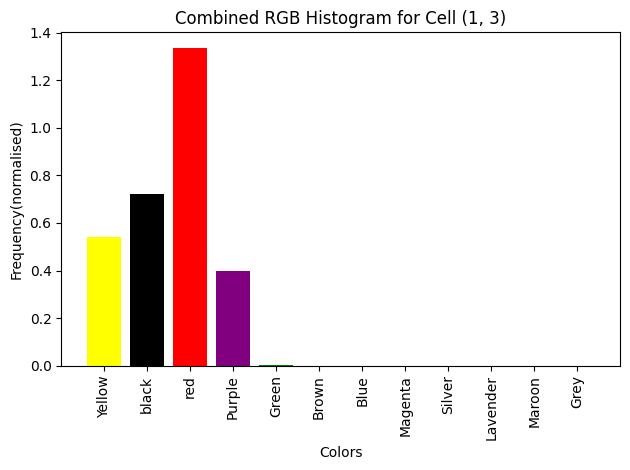 Combined RGB Histogram for Cell (1, 3)
Frequency(normalised)
1.4
1.2
1.0
0.8
0.6
0.4
0.2
0.0
Yellow
black
red
Purple
Green
Brown
Blue
Magenta
Silver
Lavender
Maroon
Grey
Colors